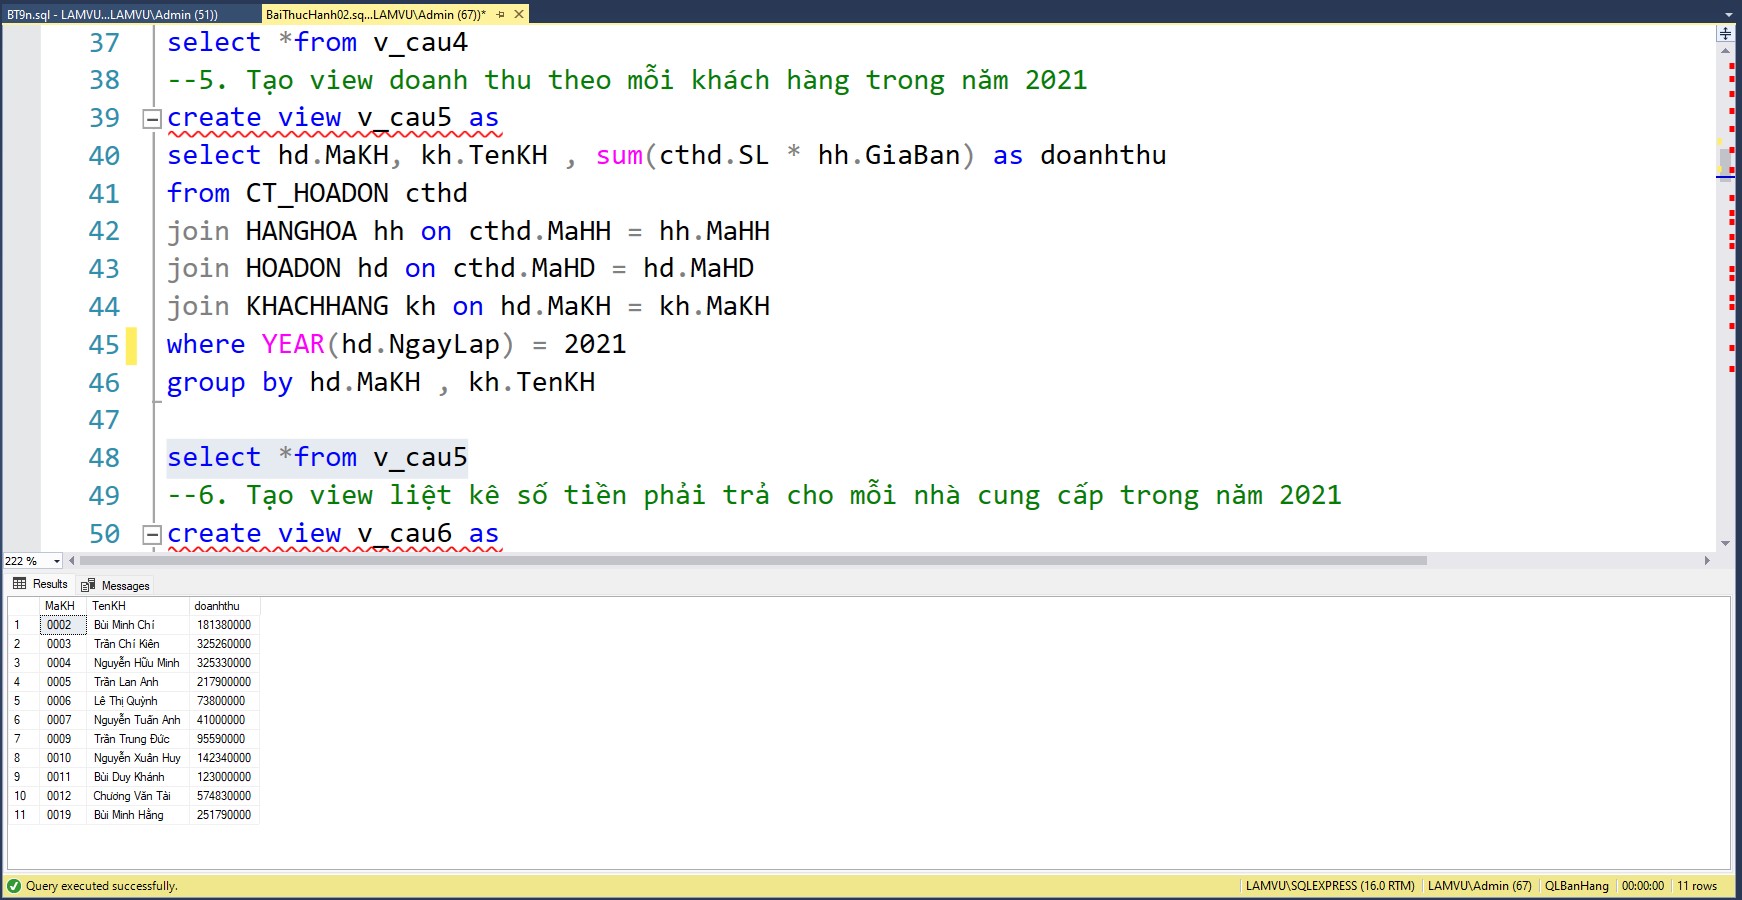 BT9n.sql - LAMVU...LAMVU\Admin (51))
BaiThucHanh02.sq...LAMVU\Admin (67))*
37 select *from v_cau4
38 --5. Tạo view doanh thu theo mỗi khách hàng trong năm 2021
39 create view v_cau5 as
40 select hd.MaKH, kh.TenKH , sum(cthd.SL * hh.GiaBan) as doanhthu
41 from CT_HOADON cthd
42 join HANGHOA hh on cthd.MaHH = hh.MaHH
43 join HOADON hd on cthd.MaHD = hd.MaHD
44 join KHACHHANG kh on hd.MaKH = kh.MaKH
45 where YEAR(hd.NgayLap) = 2021
46 group by hd.MaKH , kh.TenKH
47
48 select *from v_cau5
49 --6. Tạo view liệt kê số tiền phải trả cho mỗi nhà cung cấp trong năm 2021
50 create view v_cau6 as
222 %
Results Messages
MaKH TenKH doanhthu
1 0002 Bùi Minh Chí 181380000
2 0003 Trần Chí Kiên 325260000
3 0004 Nguyễn Hữu Minh 325330000
4 0005 Trần Lan Anh 217900000
5 0006 Lê Thị Quỳnh 73800000
6 0007 Nguyễn Tuấn Anh 41000000
7 0009 Trần Trung Đức 95590000
8 0010 Nguyễn Xuân Huy 142340000
9 0011 Bùi Duy Khánh 123000000
10 0012 Chương Văn Tài 574830000
11 0019 Bùi Minh Hằng 251790000
Query executed successfully.
LAMVU\SQLEXPRESS (16.0 RTM) LAMVU\Admin (67) QLBanHang 00:00:00 11 rows